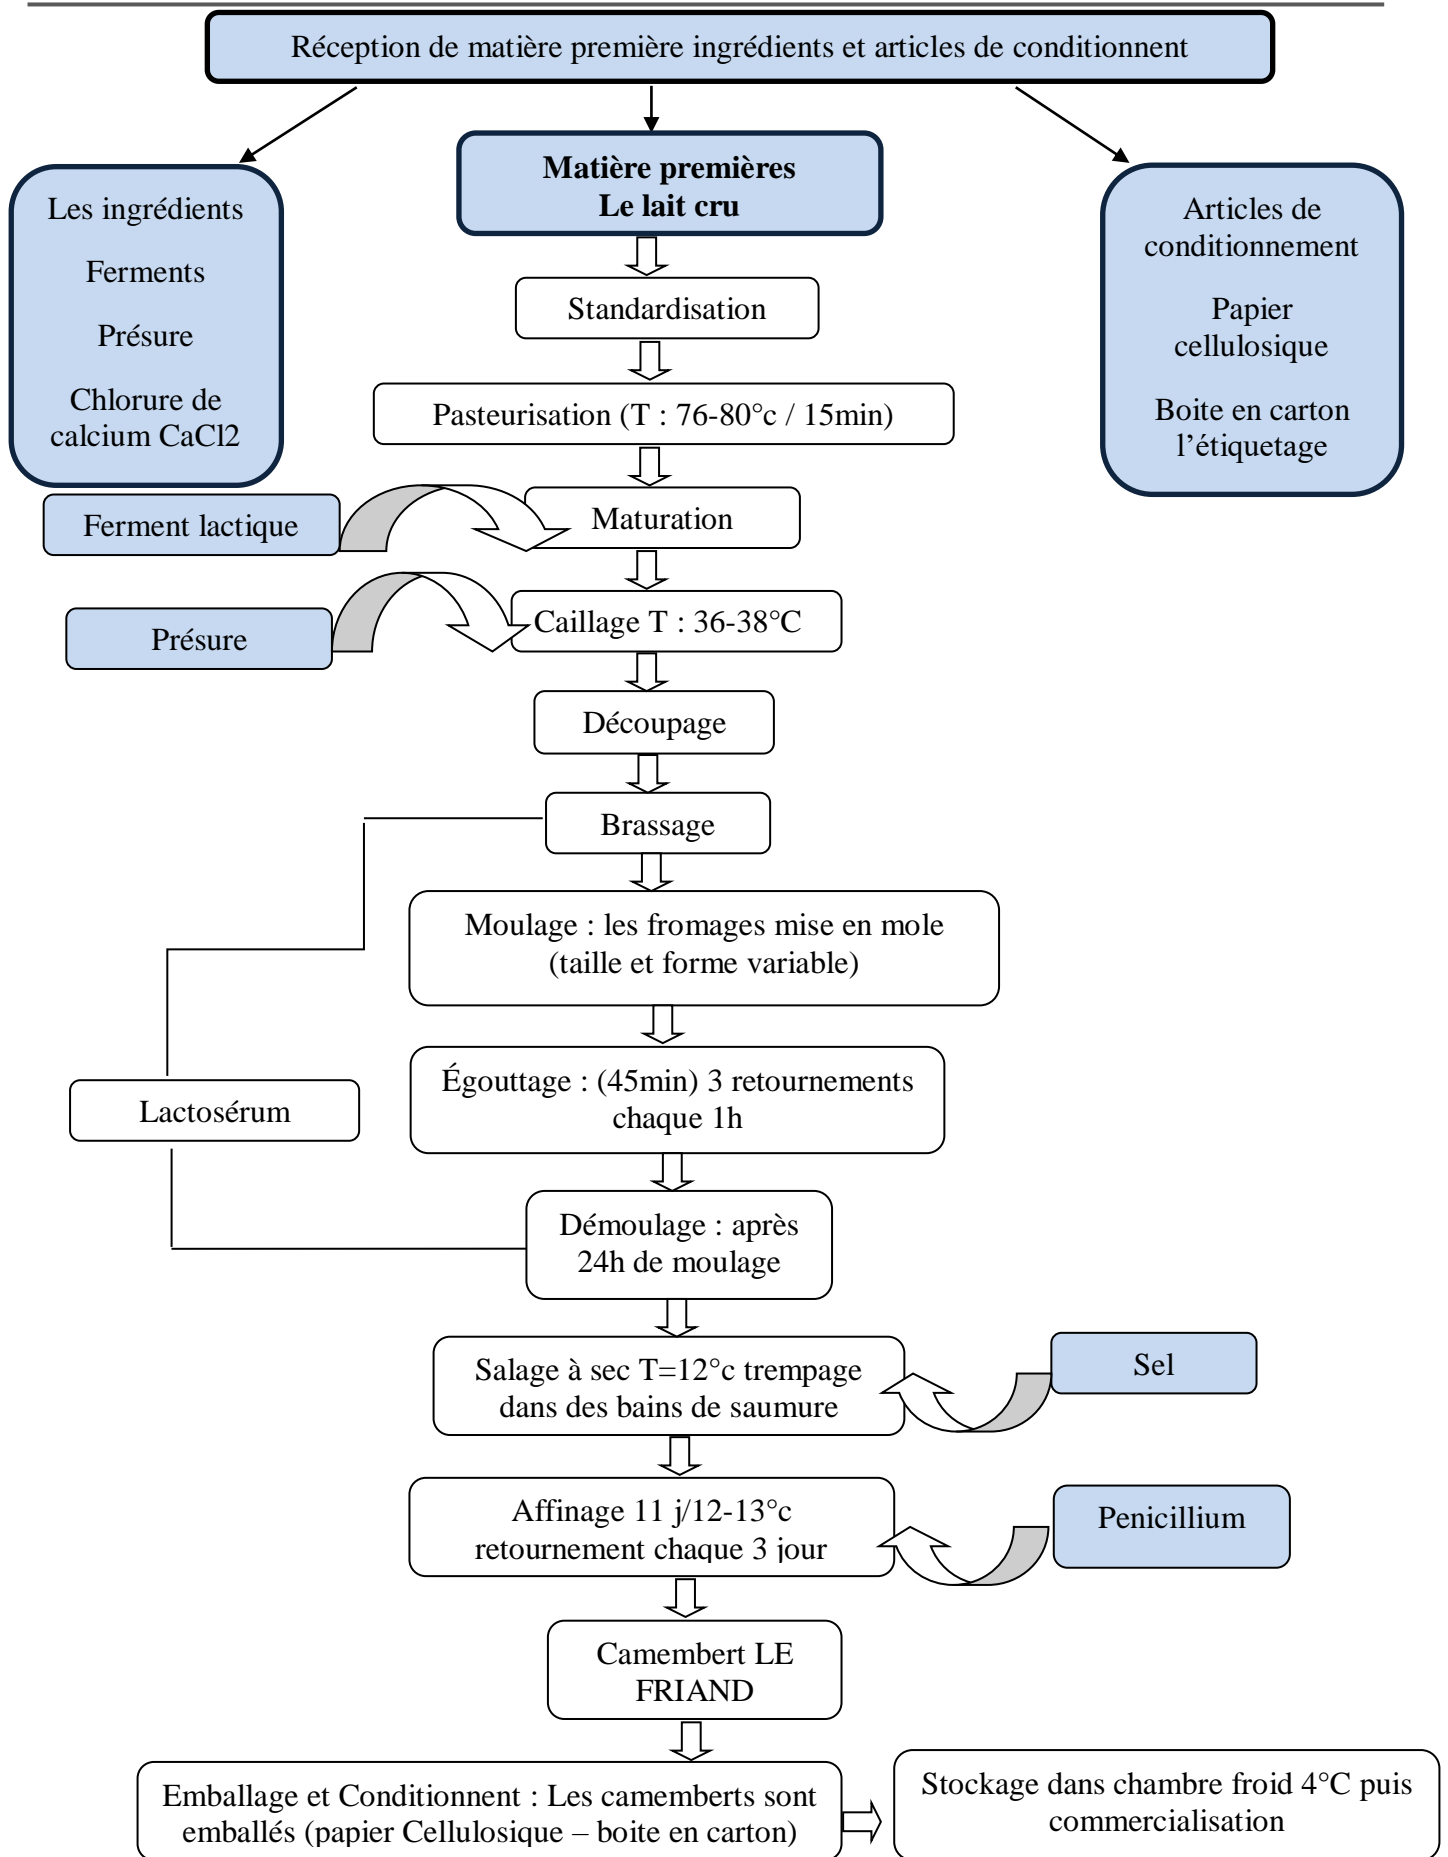 Réception de matière première ingrédients et articles de conditionnent
Les ingrédients
Ferments
Présure
Chlorure de
calcium CaCl2
Matière premières
Le lait cru
Articles de
conditionnement
Papier
cellulosique
Boite en carton
l’étiquetage
Standardisation
Pasteurisation (T : 76-80°c / 15min)
Ferment lactique
Maturation
Présure
Caillage T : 36-38°C
Découpage
Brassage
Moulage : les fromages mise en mole
(taille et forme variable)
Égouttage : (45min) 3 retournements
chaque 1h
Lactosérum
Démoulage : après
24h de moulage
Salage à sec T=12°c trempage
dans des bains de saumure
Sel
Affinage 11 j/12-13°c
retournement chaque 3 jour
Penicillium
Camembert LE
FRIAND
Emballage et Conditionnent : Les camemberts sont
emballés (papier Cellulosique – boite en carton)
Stockage dans chambre froid 4°C puis
commercialisation